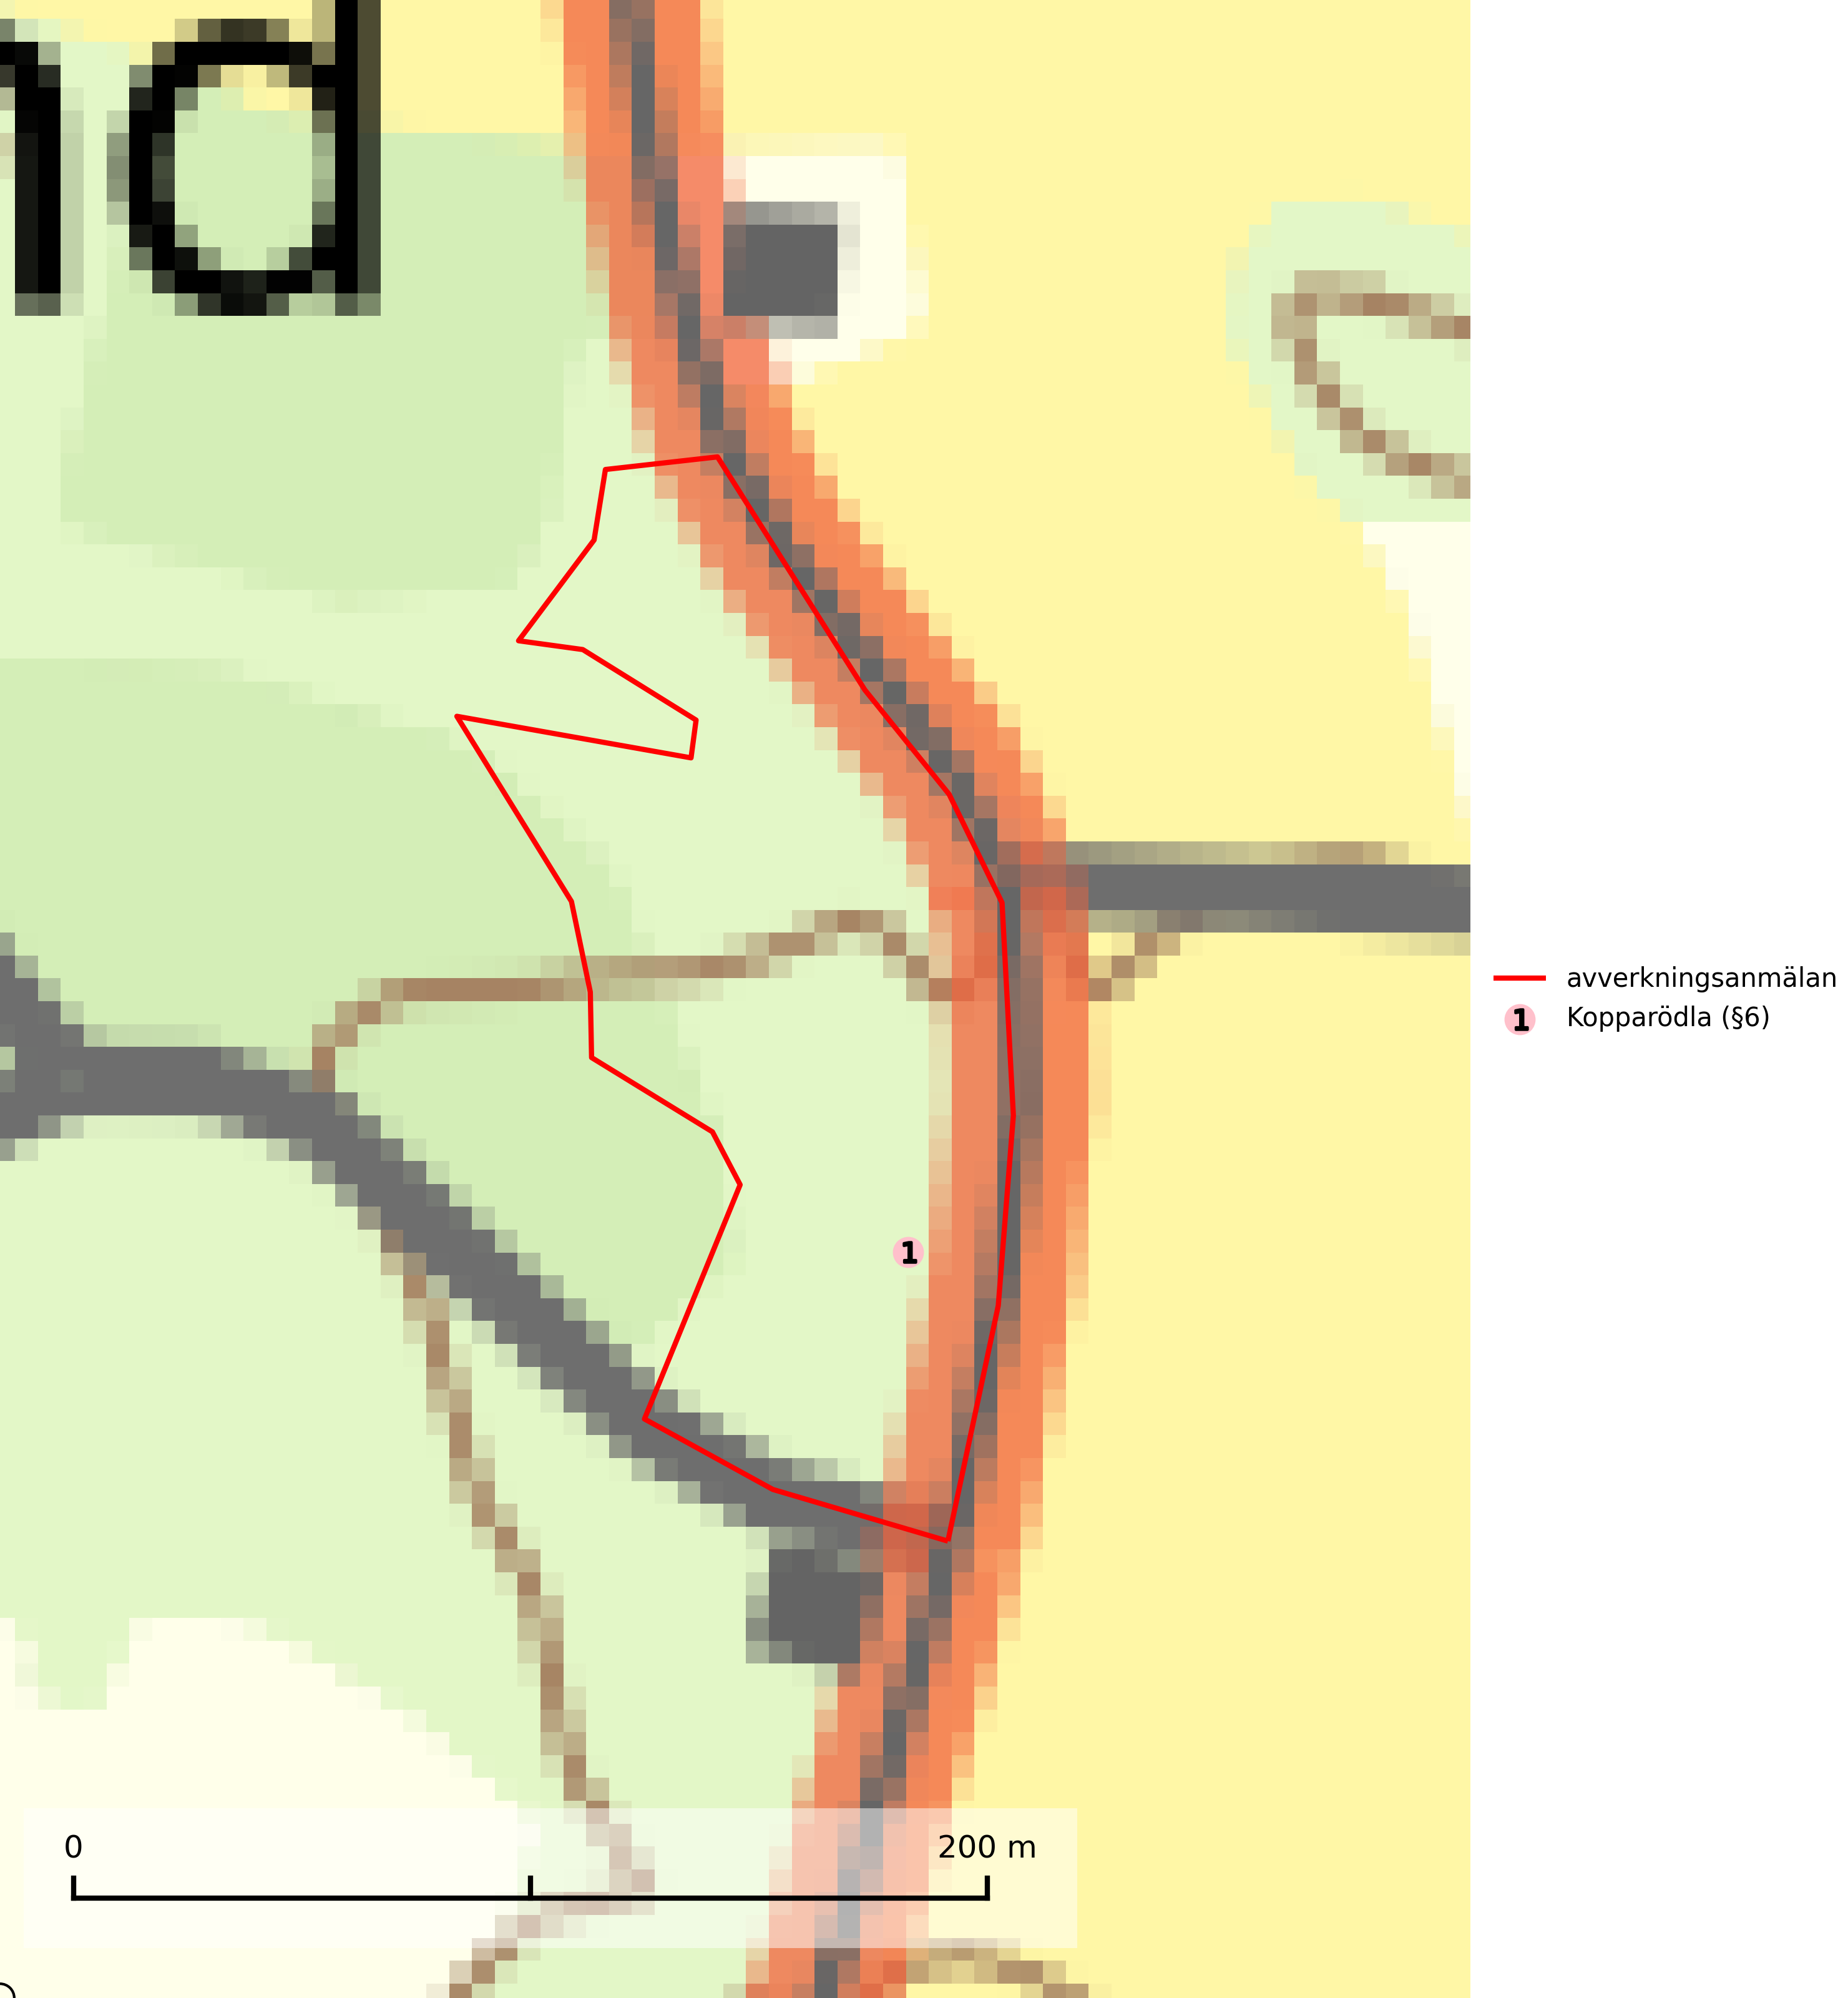 d
1
avverkningsanmälan
1 Kopparödla (§6)
0 200 m